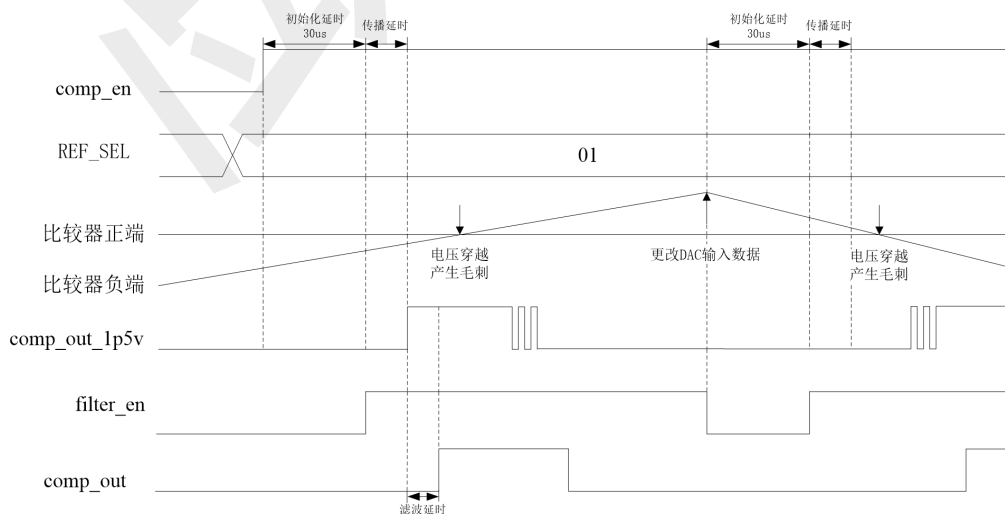 初始化延时
30us
传播延时
初始化延时
30us
传播延时
comp_en
REF_SEL
01
比较器正端
电压穿越
产生毛刺
更改DAC输入数据
电压穿越
产生毛刺
比较器负端
comp_out_1p5v
filter_en
comp_out
滤波延时